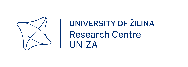 UNIVERSITY OF ŽILINA
Research Centre
UNIZA